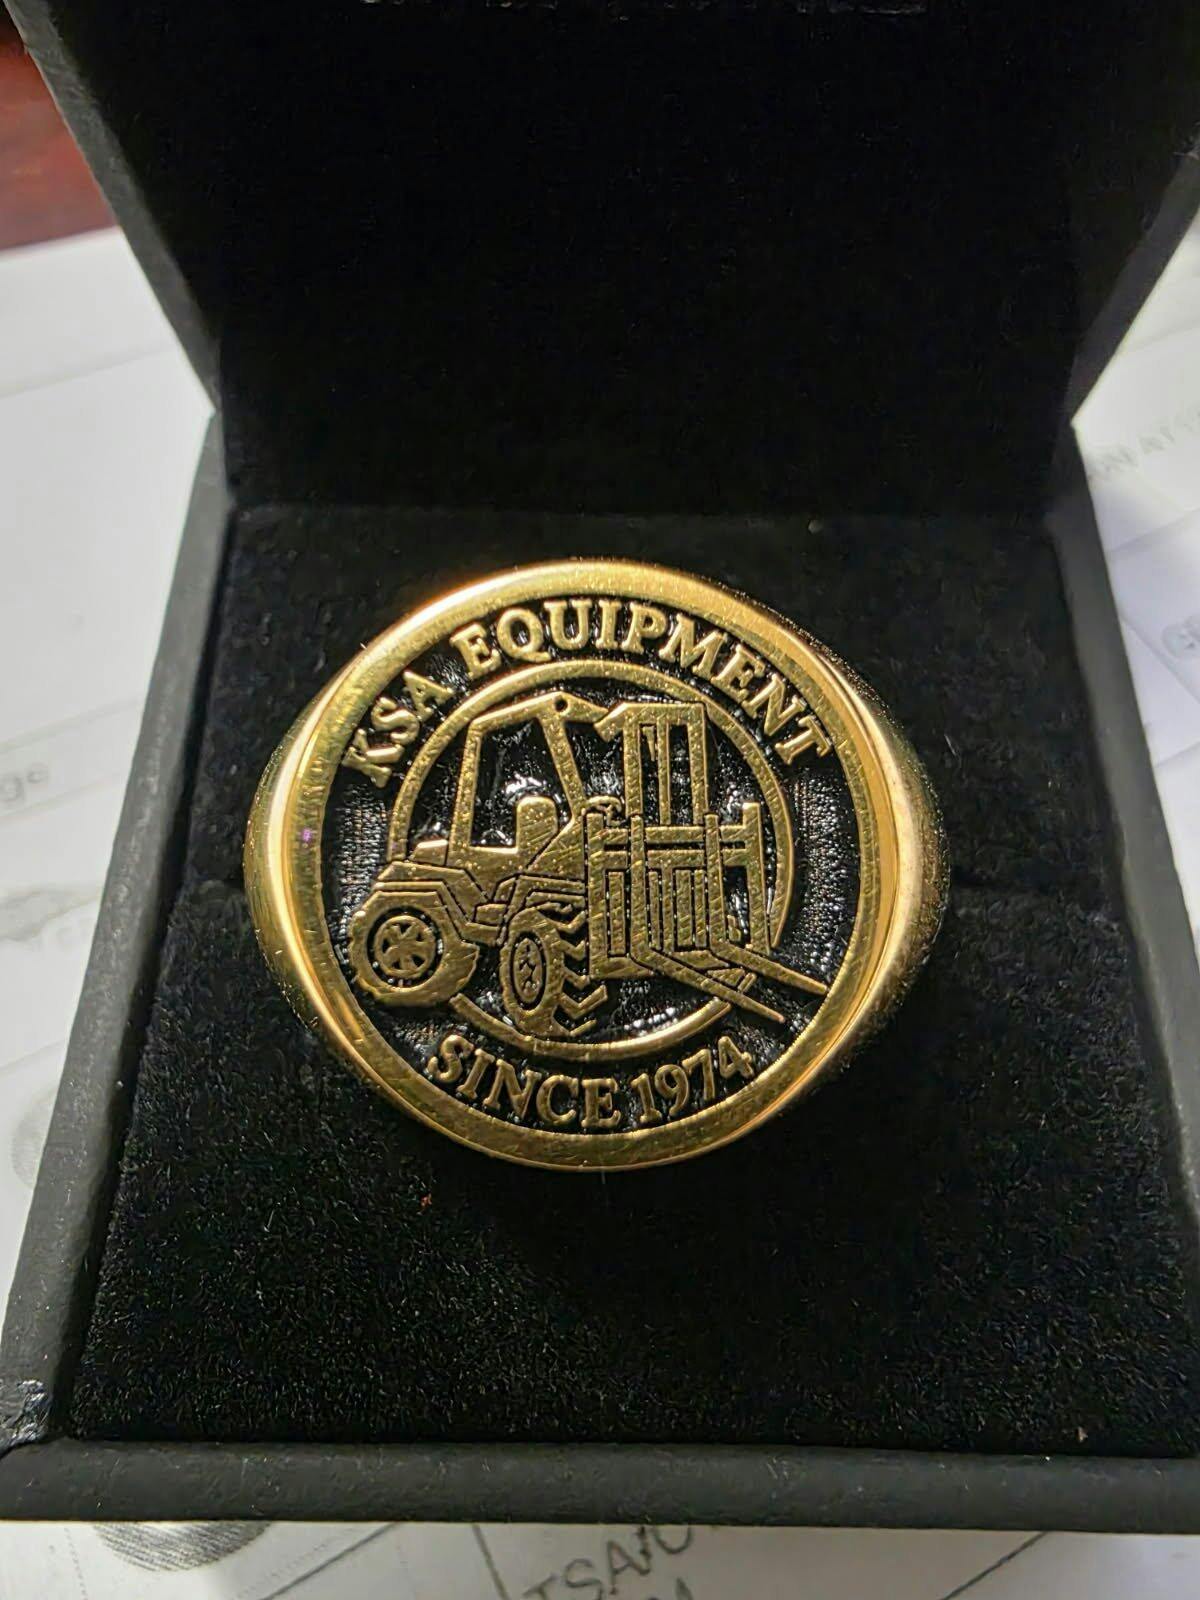 KSA EQUIPMENT
SINCE 1974